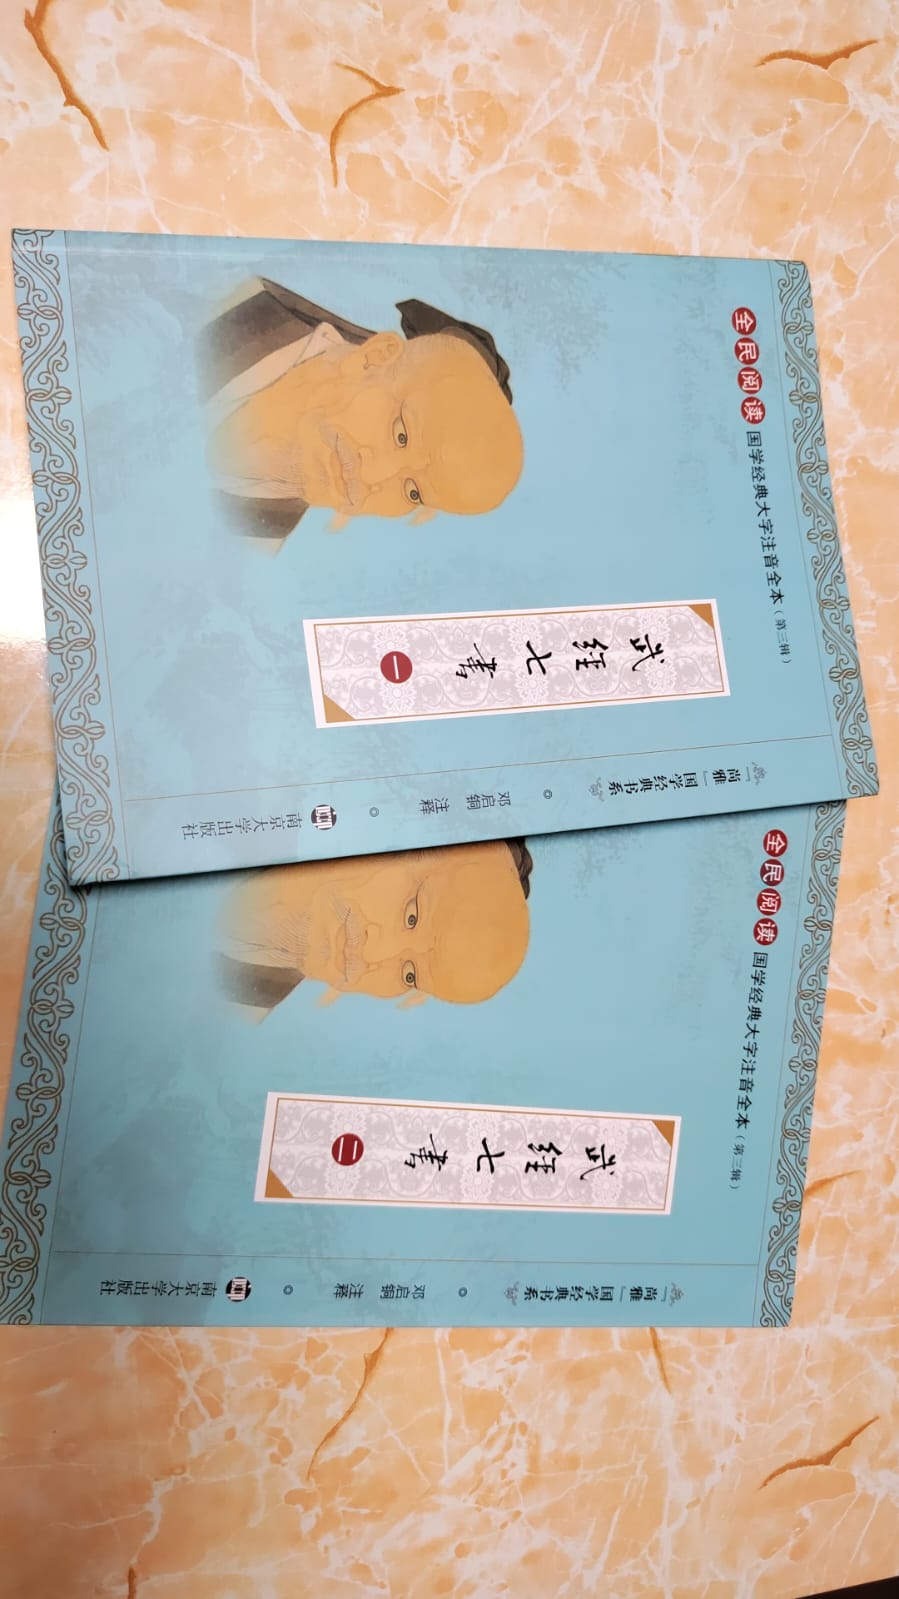 全民阅读 国学经典大字注音全本（第三辑）
武經七書 一
「尚雅」国学经典书系
邓启铜 注释
南京大学出版社
全民阅读 国学经典大字注音全本（第三辑）
武經七書 二
「尚雅」国学经典书系
邓启铜 注释
南京大学出版社